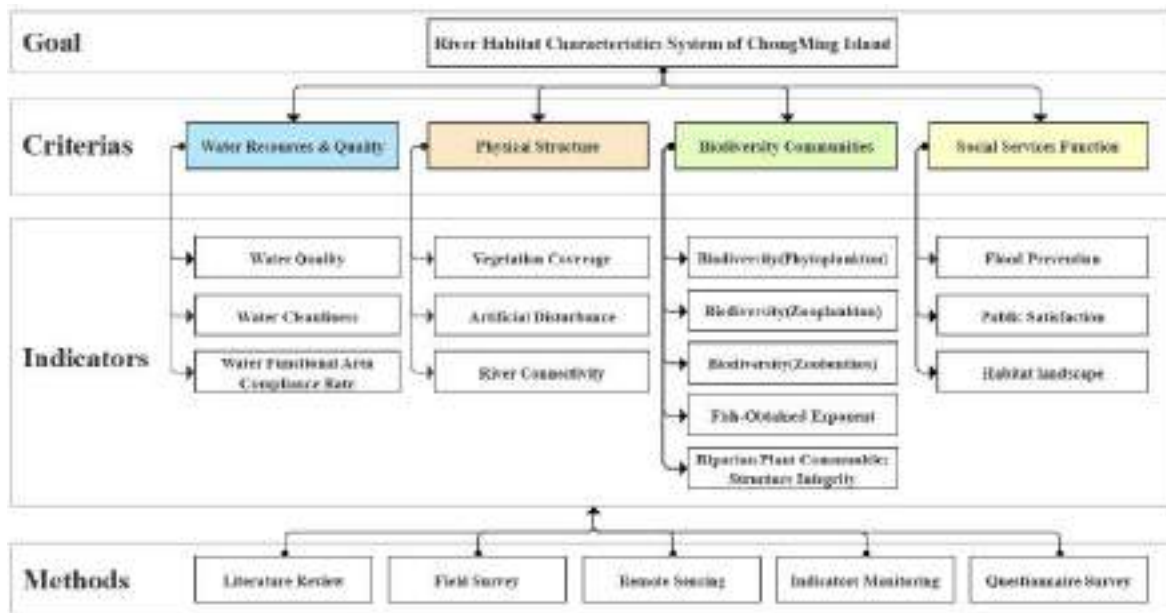 Goal
River Habitat Characteristics System of ChongMing Island
Criterias
Water Resources & Quality
Physical Structure
Biodiversity Communities
Social Services Function
Indicators
Water Quality
Vegetation Coverage
Biodiversity(Phytoplankton)
Flood Prevention
Water Cleanliness
Artificial Disturbance
Biodiversity(Zooplankton)
Public Satisfaction
Water Functional Area
Compliance Rate
River Connectivity
Biodiversity(Zoobenthos)
Habitat landscape
Fish-Obtained Exponent
Riparian Plant
Structure Integrity
Methods
Literature Review
Field Survey
Remote Sensing
Indicators Monitoring
Questionnaire Survey